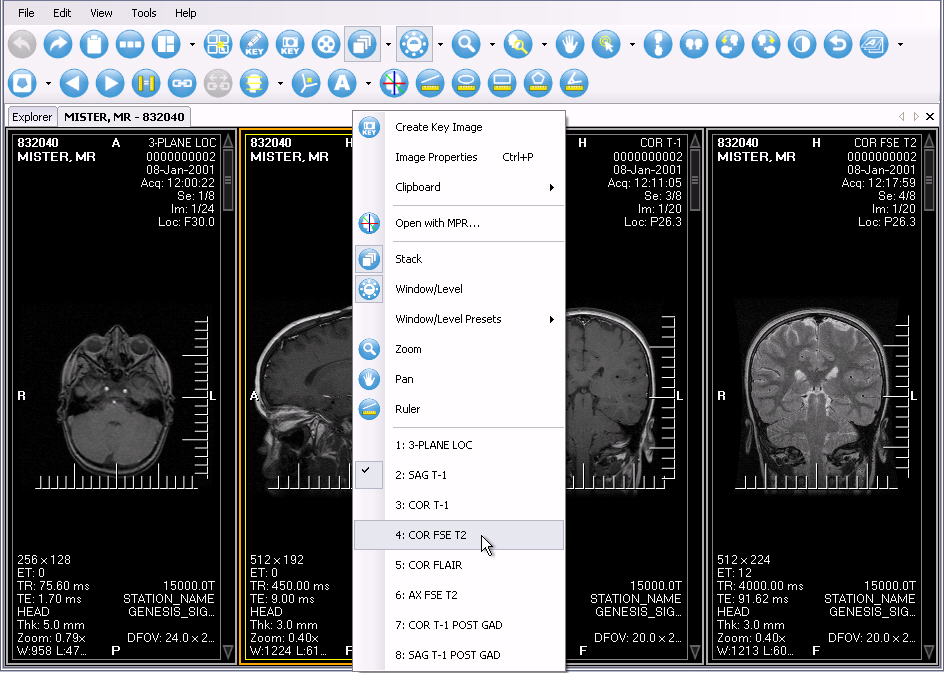 File Edit View Tools Help
KEY KEY A
Explorer MISTER, MR - 832040
832040 A 3-PLANE LOC
MISTER, MR 0000000002
08-Jan-2001
Acq: 12:00:22
Se: 1/8
Im: 1/24
Loc: F30.0
R L
256 x 128
ET: 0
TR: 75.60 ms 15000.0T
TE: 1.70 ms STATION_NAME
HEAD GENESIS_SIG...
Thk: 5.0 mm
Zoom: 0.79x DFOV: 24.0 x 2...
W:958 L:47... P
832040 H
MISTER, MR
A
512 x 192
ET: 0
TR: 450.00 ms
TE: 9.00 ms
HEAD
Thk: 3.0 mm
Zoom: 0.40x
W:1224 L:61... F
KEY
Create Key Image
Image Properties Ctrl+P
Clipboard
Open with MPR...
Stack
Window/Level
Window/Level Presets
Zoom
Pan
Ruler
1: 3-PLANE LOC
2: SAG T-1
3: COR T-1
4: COR FSE T2
5: COR FLAIR
6: AX FSE T2
7: COR T-1 POST GAD
8: SAG T-1 POST GAD
H COR T-1
0000000002
08-Jan-2001
Acq: 12:11:05
Se: 3/8
Im: 1/20
Loc: P26.3
L
15000.0T
STATION_NAME
GENESIS_SIG...
DFOV: 20.0 x 2...
F
832040 H COR FSE T2
MISTER, MR 0000000002
08-Jan-2001
Acq: 12:17:59
Se: 4/8
Im: 1/20
Loc: P26.3
R L
512 x 224
ET: 12
TR: 4000.00 ms 15000.0T
TE: 91.62 ms STATION_NAME
HEAD GENESIS_SIG...
Thk: 3.0 mm
Zoom: 0.40x DFOV: 20.0 x 2...
W:1213 L:60... F